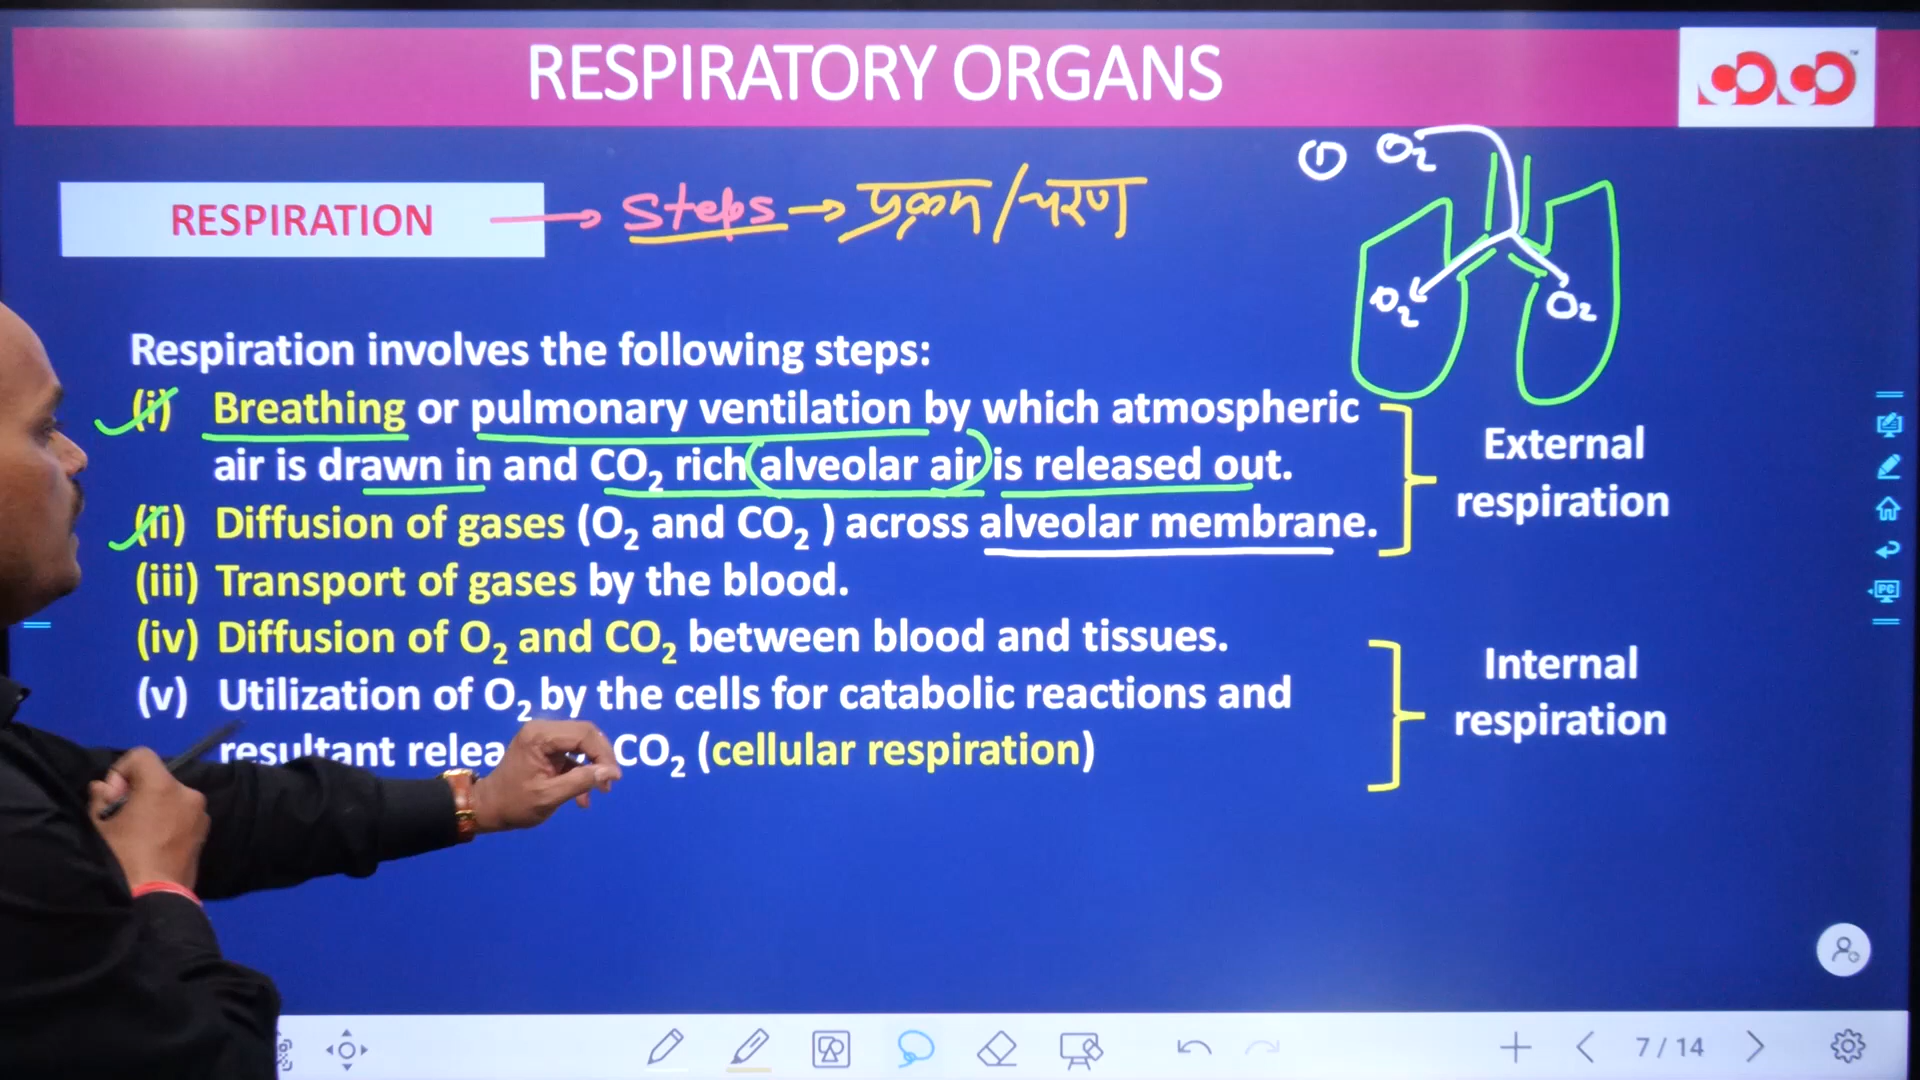 RESPIRATORY ORGANS
RESPIRATION → Steps → प्रक्रम / चरण
① O₂
O₂ O₂
Respiration involves the following steps:
(i) Breathing or pulmonary ventilation by which atmospheric
air is drawn in and CO₂ rich alveolar air is released out.
(ii) Diffusion of gases (O₂ and CO₂ ) across alveolar membrane.
External
respiration
(iii) Transport of gases by the blood.
(iv) Diffusion of O₂ and CO₂ between blood and tissues.
(v) Utilization of O₂ by the cells for catabolic reactions and
resultant relea CO₂ (cellular respiration)
Internal
respiration
PC
7 / 14